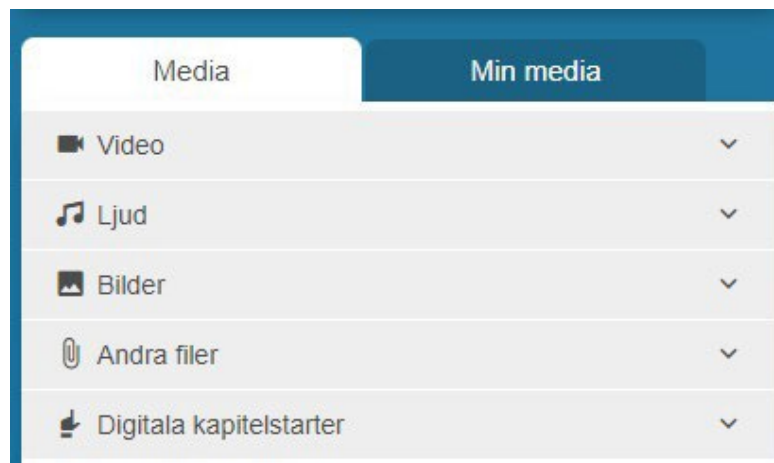 Media
Min media
Video
Ljud
Bilder
Andra filer
Digitala kapitelstarter